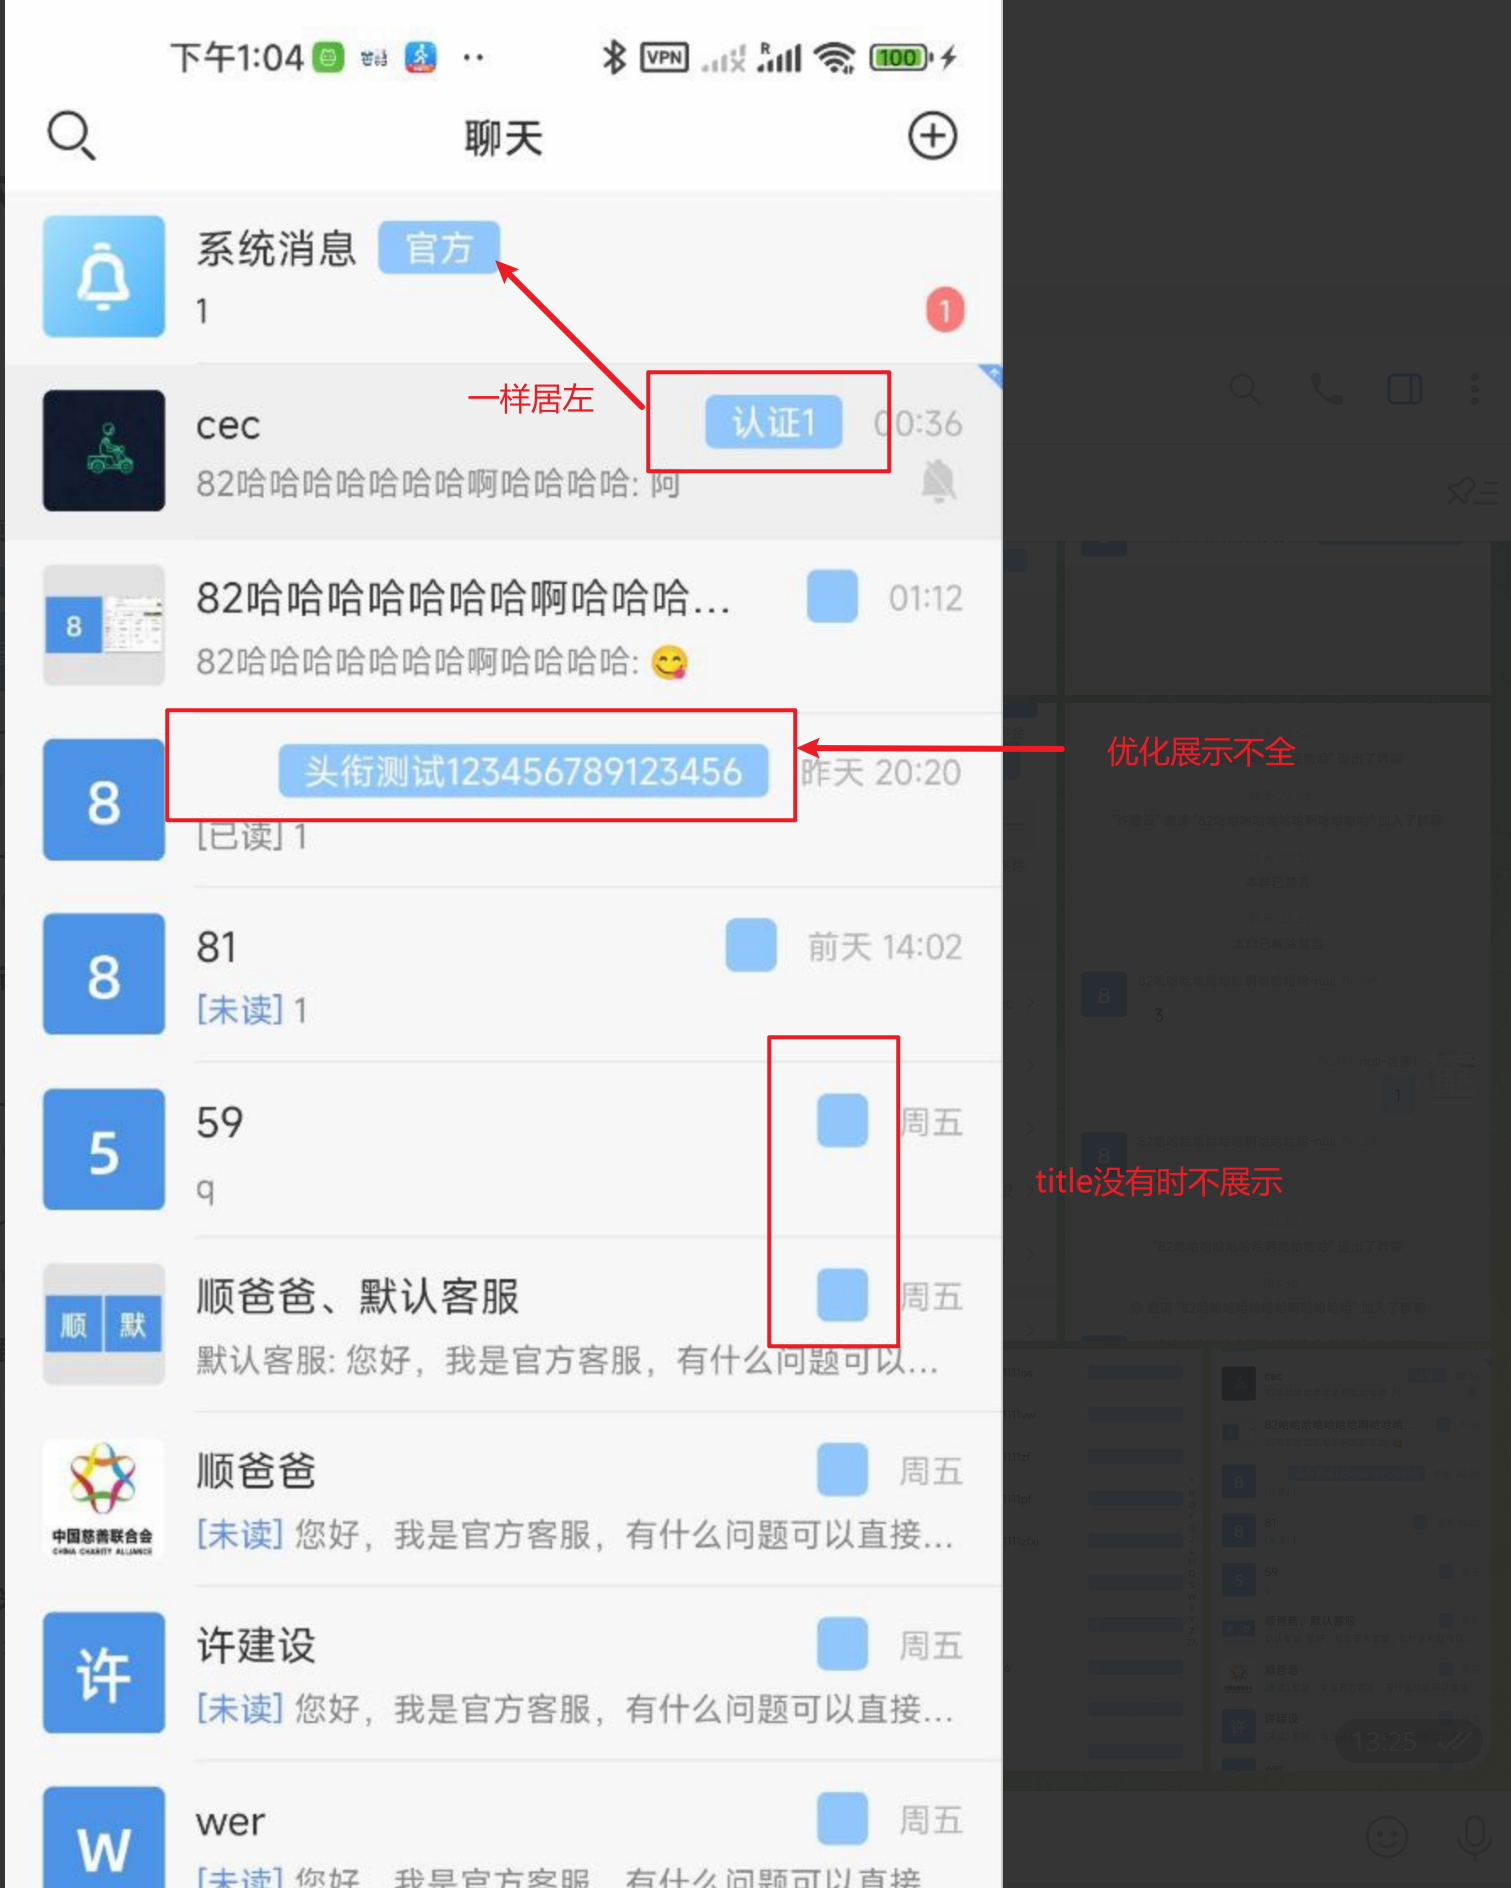 下午1:04
VPN
R
100
聊天
系统消息 官方
1
1
一样居左
cec 认证1 00:36
82哈哈哈哈哈哈哈啊哈哈哈哈: 阿
8
82哈哈哈哈哈哈哈啊哈哈哈... 01:12
82哈哈哈哈哈哈哈啊哈哈哈哈: 😋
8
头衔测试123456789123456 昨天 20:20
优化展示不全
[已读] 1
8
81 前天 14:02
[未读] 1
5
59 周五
q
title没有时不展示
顺 默
顺爸爸、默认客服 周五
默认客服: 您好，我是官方客服，有什么问题可以...
中国慈善联合会
CHINA CHARITY ALLIANCE
顺爸爸 周五
[未读] 您好，我是官方客服，有什么问题可以直接...
许
许建设 周五
[未读] 您好，我是官方客服，有什么问题可以直接...
13:25
W
wer 周五
[未读] 您好，我是官方客服，有什么问题可以直接